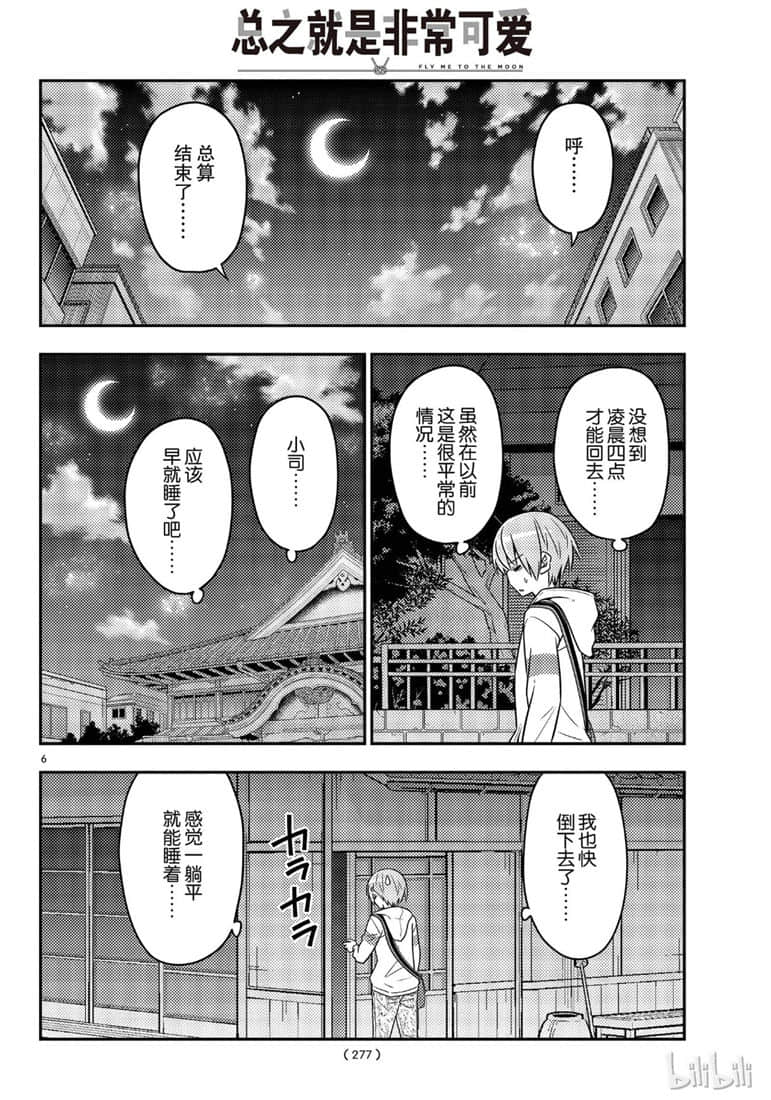 总之就是非常可爱
FLY ME TO THE MOON
呼……
总算
结束了……
没想到
凌晨四点
才能回去……
虽然在以前
这是很平常的
情况……
小司……
应该
早就睡了吧……
6
我也快
倒下去了……
カラカラ
感觉一躺平
就能睡着……
(277)
bilibili